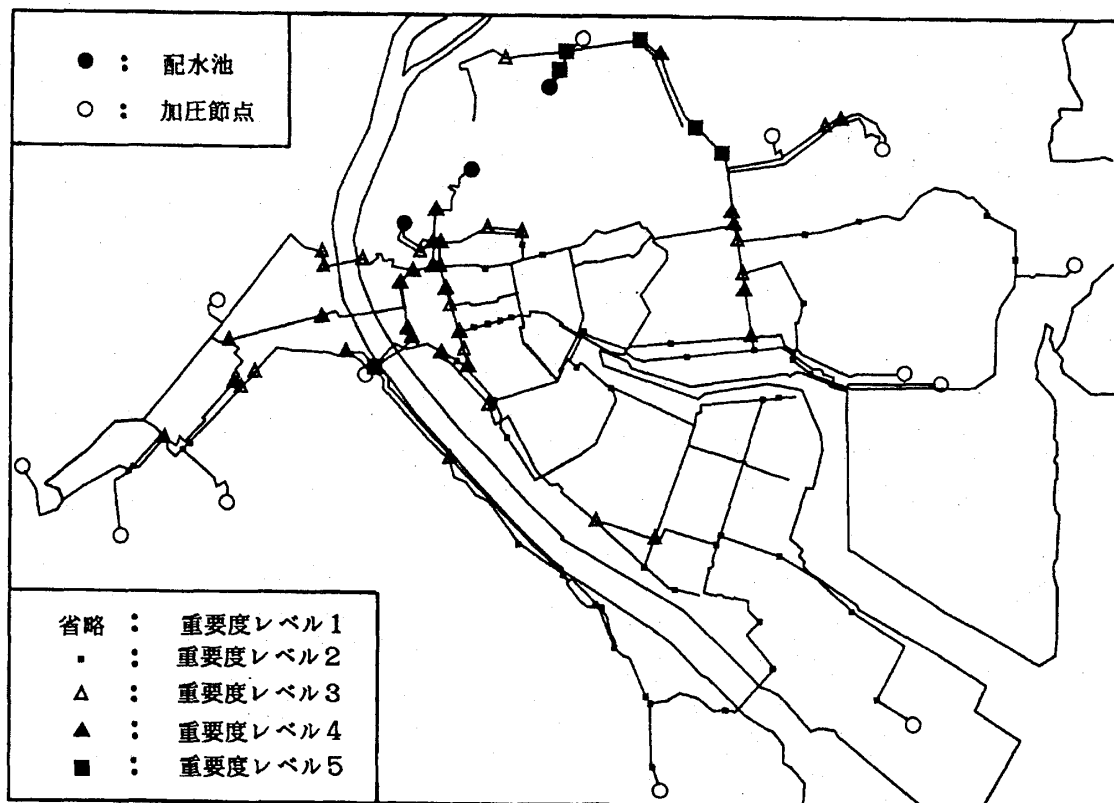 ● : 配水池
○ : 加圧節点
省略 : 重要度レベル1
▪ : 重要度レベル2
△ : 重要度レベル3
▲ : 重要度レベル4
■ : 重要度レベル5